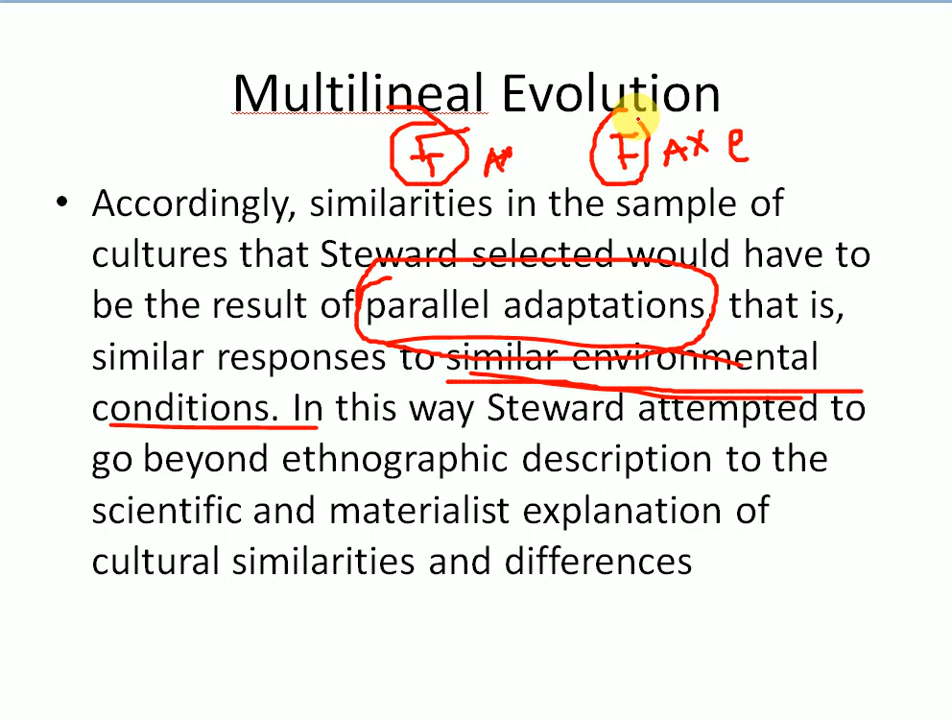 Multilineal Evolution
F A F AX e
• Accordingly, similarities in the sample of
cultures that Steward selected would have to
be the result of parallel adaptations, that is,
similar responses to similar environmental
conditions. In this way Steward attempted to
go beyond ethnographic description to the
scientific and materialist explanation of
cultural similarities and differences